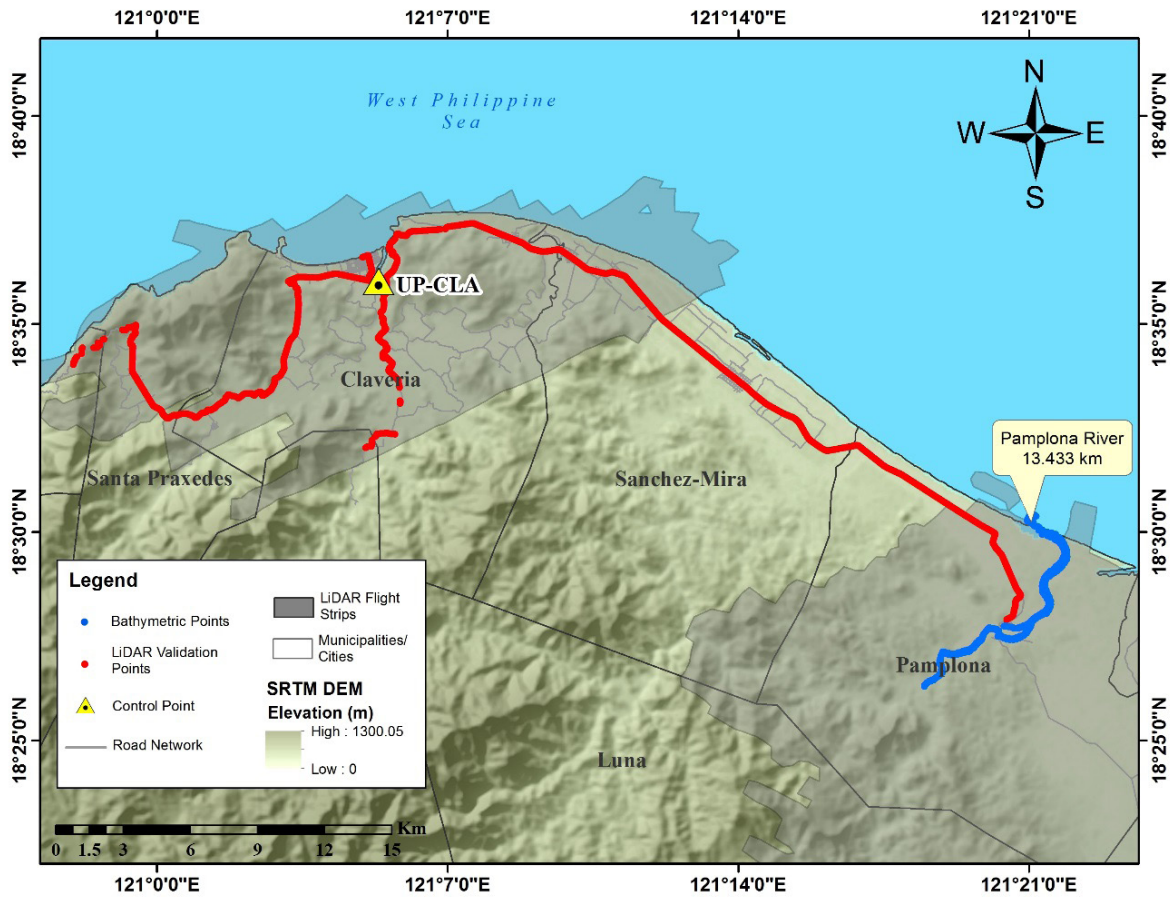 121°0'0"E 121°7'0"E 121°14'0"E 121°21'0"E
18°40'0"N 18°40'0"N
West Philippine
Sea
N
W E
S
UP-CLA
18°35'0"N 18°35'0"N
Claveria
Santa Praxedes
Sanchez-Mira
Pamplona River
13.433 km
18°30'0"N 18°30'0"N
Pamplona
Luna
18°25'0"N 18°25'0"N
Legend
Bathymetric Points
LiDAR Validation
Points
Control Point
Road Network
LiDAR Flight
Strips
Municipalities/
Cities
SRTM DEM
Elevation (m)
High : 1300.05
Low : 0
Km
0 1.5 3 6 9 12 15
121°0'0"E 121°7'0"E 121°14'0"E 121°21'0"E